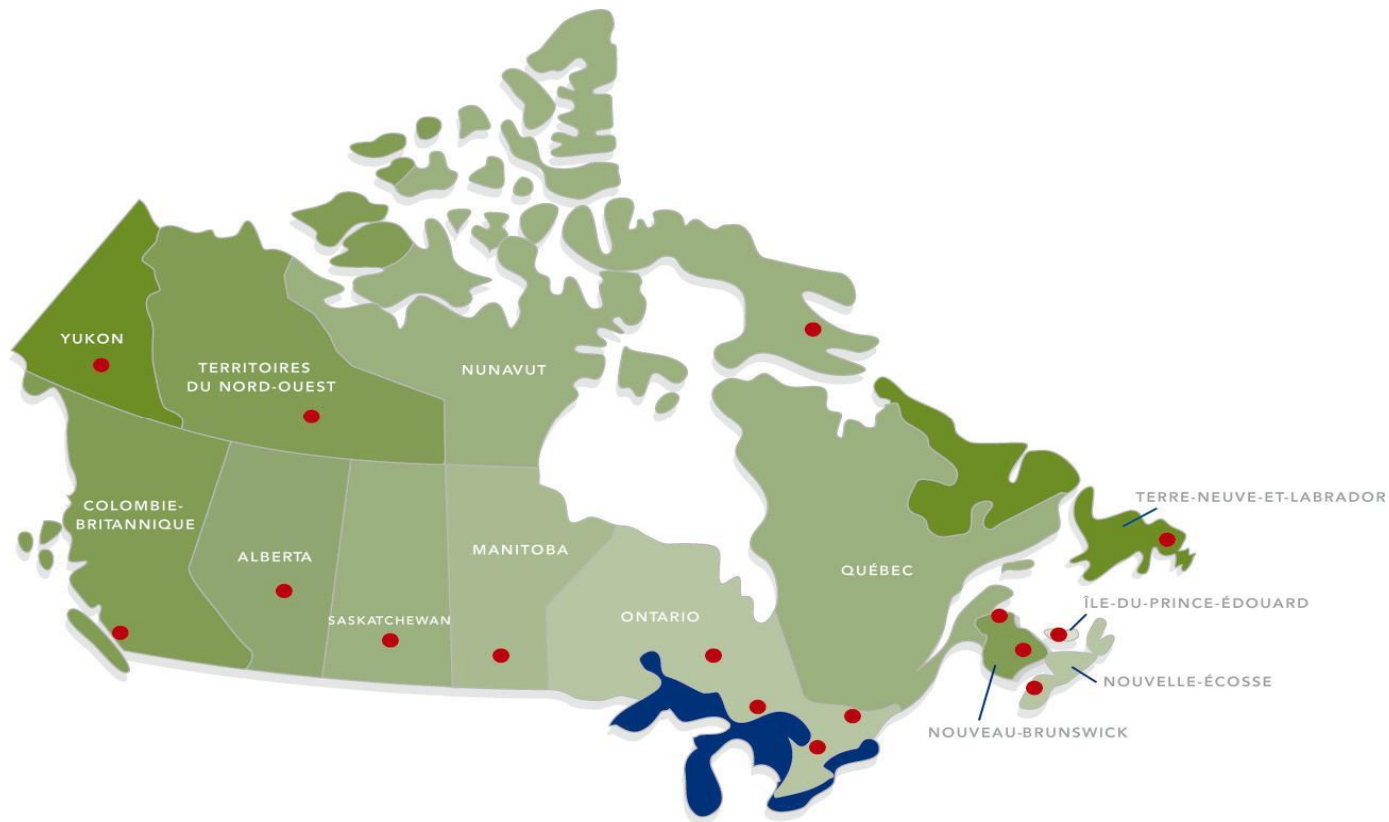 YUKON
TERRITOIRES
DU NORD-OUEST
NUNAVUT
COLOMBIE-
BRITANNIQUE
ALBERTA
SASKATCHEWAN
MANITOBA
ONTARIO
QUÉBEC
TERRE-NEUVE-ET-LABRADOR
ÎLE-DU-PRINCE-ÉDOUARD
NOUVELLE-ÉCOSSE
NOUVEAU-BRUNSWICK